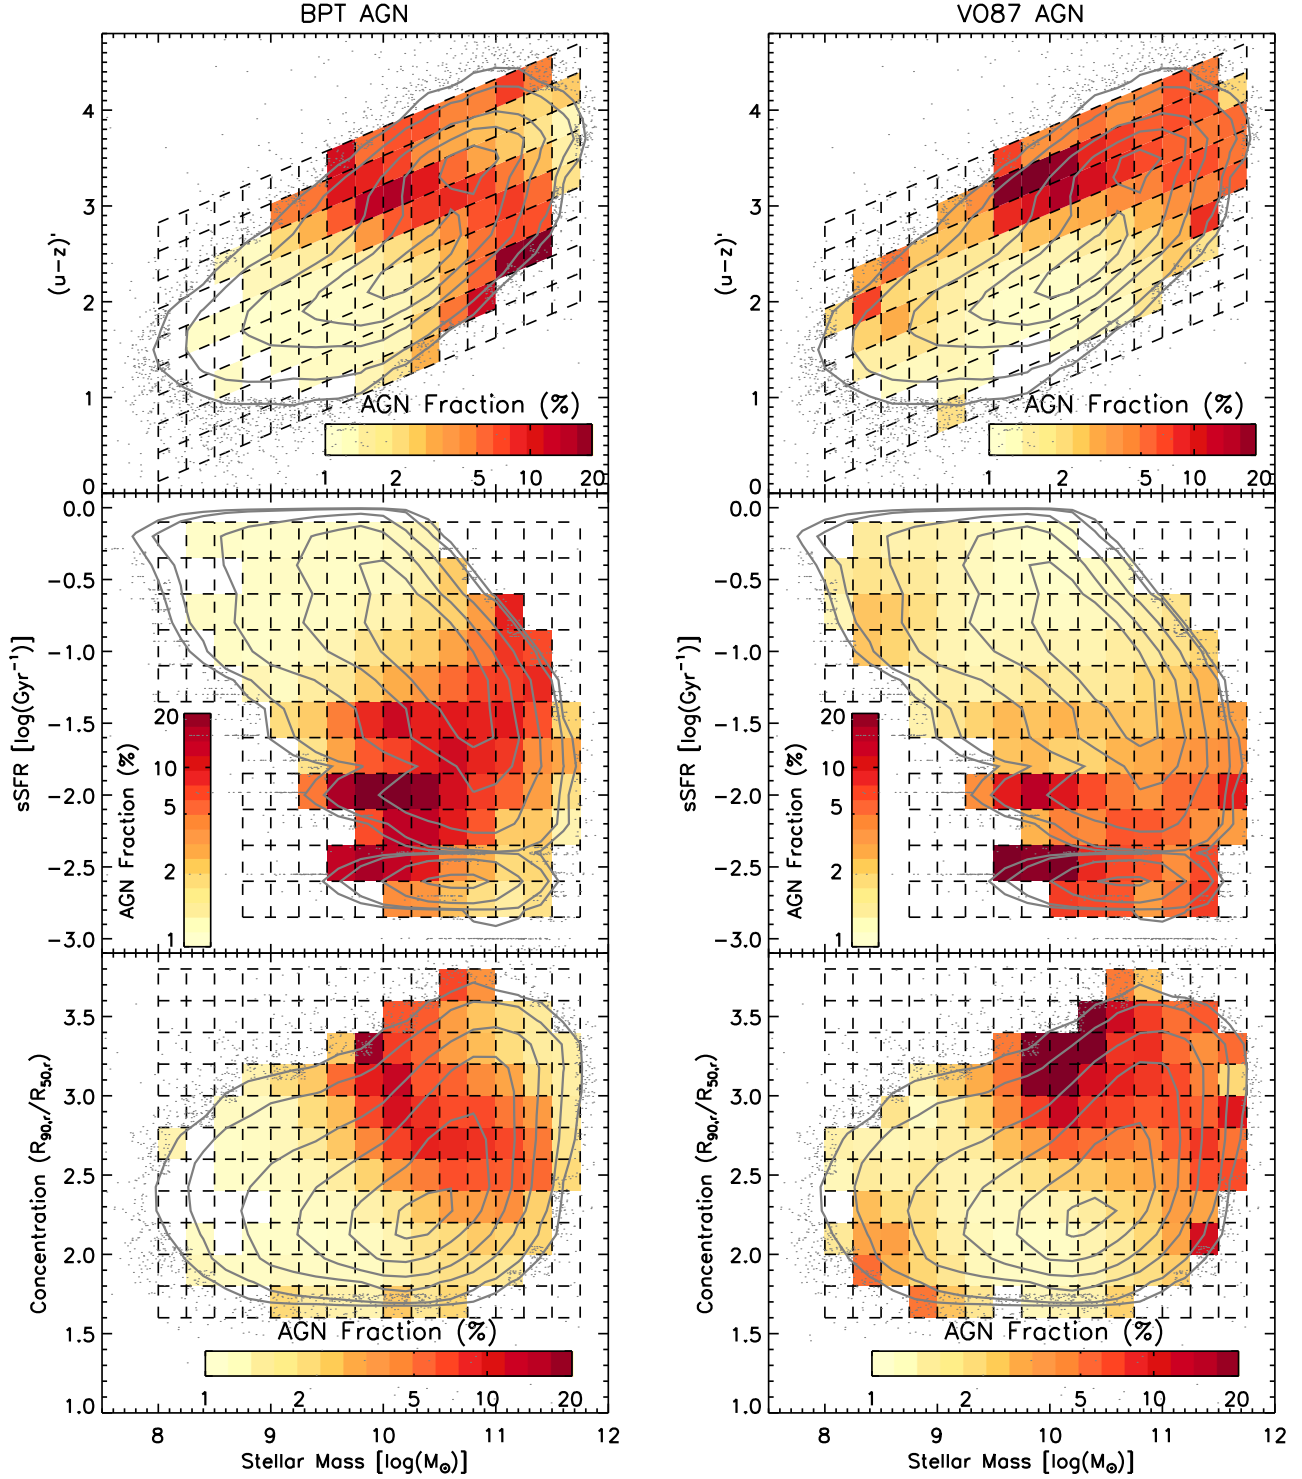 BPT AGN
VO87 AGN
(u−z)'
4
3
2
1
0
AGN Fraction (%)
1 2 5 10 20
(u−z)'
4
3
2
1
0
AGN Fraction (%)
1 2 5 10 20
sSFR [log(Gyr⁻¹)]
0.0
−0.5
−1.0
−1.5
−2.0
−2.5
−3.0
AGN Fraction (%)
20
10
5
2
1
sSFR [log(Gyr⁻¹)]
0.0
−0.5
−1.0
−1.5
−2.0
−2.5
−3.0
AGN Fraction (%)
20
10
5
2
1
Concentration (R₉₀,ᵣ/R₅₀,ᵣ)
3.5
3.0
2.5
2.0
1.5
1.0
AGN Fraction (%)
1 2 5 10 20
8 9 10 11 12
Stellar Mass [log(M⊙)]
Concentration (R₉₀,ᵣ/R₅₀,ᵣ)
3.5
3.0
2.5
2.0
1.5
1.0
AGN Fraction (%)
1 2 5 10 20
8 9 10 11 12
Stellar Mass [log(M⊙)]